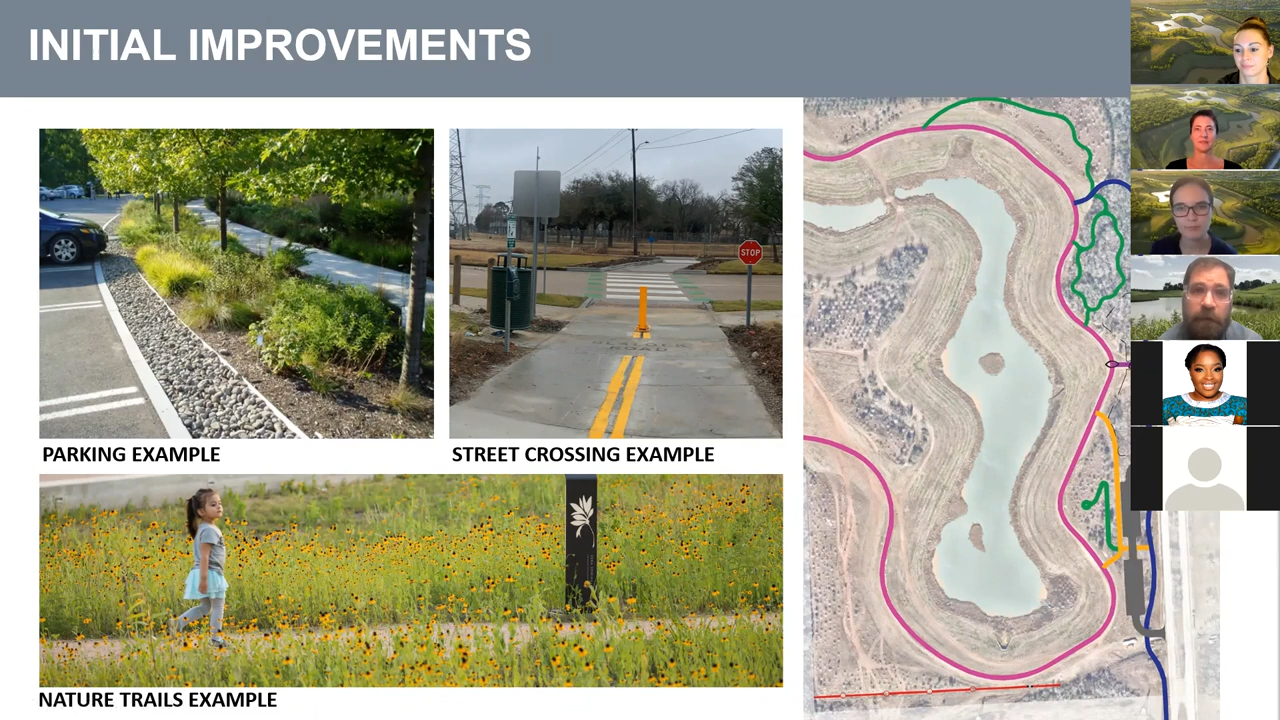 INITIAL IMPROVEMENTS
STOP
PARKING EXAMPLE
STREET CROSSING EXAMPLE
NATURE TRAILS EXAMPLE